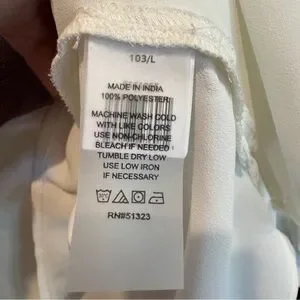 103/L
MADE IN INDIA
100% POLYESTER
MACHINE WASH COLD
WITH LIKE COLORS
USE NON-CHLORINE
BLEACH IF NEEDED
TUMBLE DRY LOW
USE LOW IRON
IF NECESSARY
RN#51323